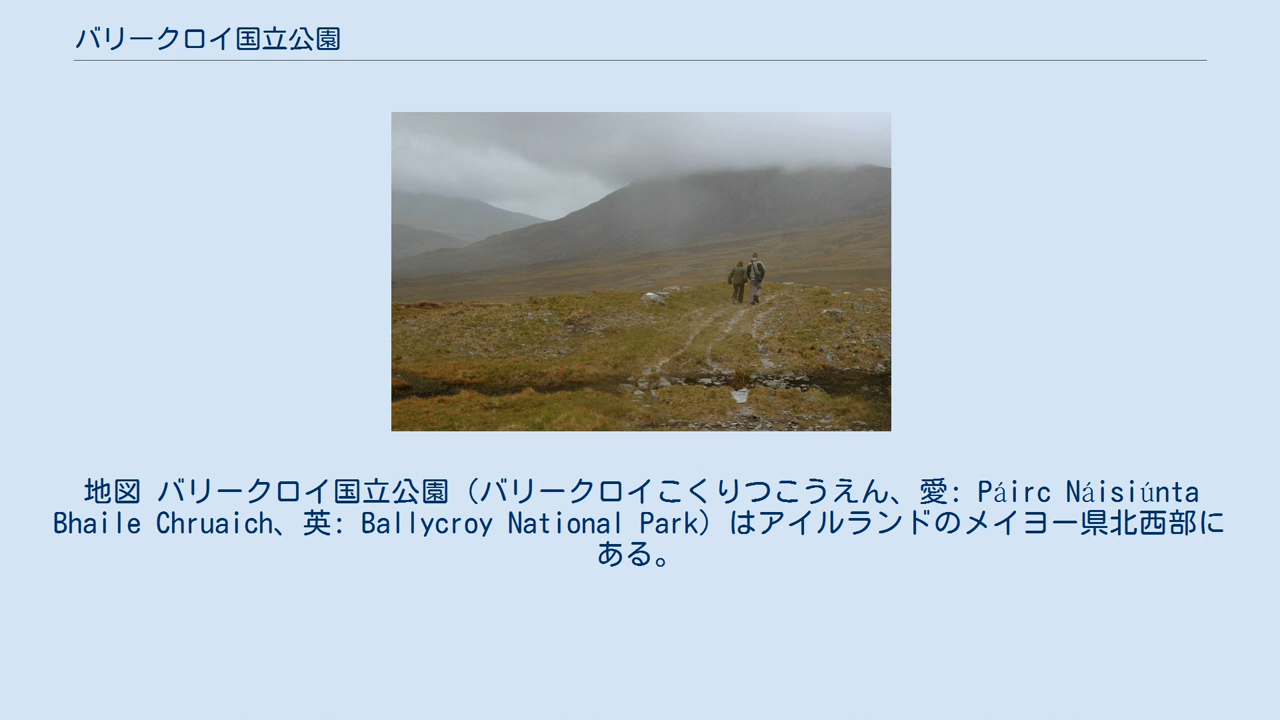 バリークロイ国立公園
地図 バリークロイ国立公園（バリークロイこくりつこうえん、愛: Páirc Náisiúnta
Bhaile Chruaich、英: Ballycroy National Park）はアイルランドのメイヨー県北西部に
ある。